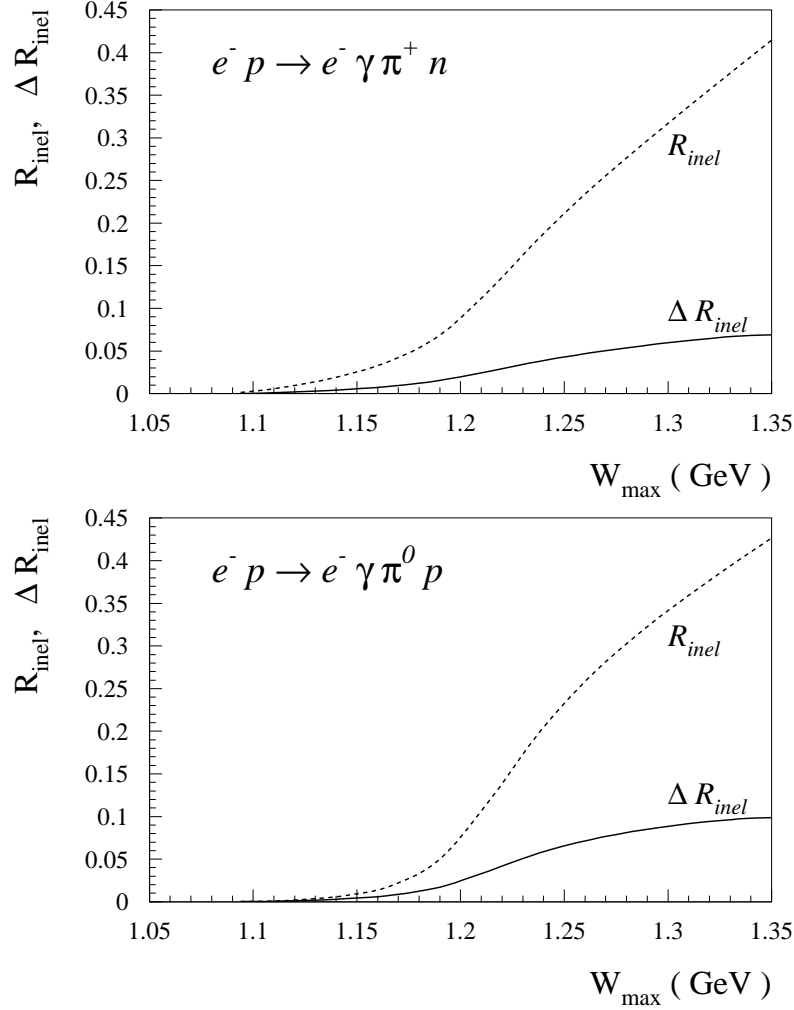 R_inel, Δ R_inel
0.45
0.4
0.35
0.3
0.25
0.2
0.15
0.1
0.05
0
e⁻ p → e⁻ γ π⁺ n
R_inel
Δ R_inel
1.05 1.1 1.15 1.2 1.25 1.3 1.35
W_max ( GeV )
R_inel, Δ R_inel
0.45
0.4
0.35
0.3
0.25
0.2
0.15
0.1
0.05
0
e⁻ p → e⁻ γ π⁰ p
R_inel
Δ R_inel
1.05 1.1 1.15 1.2 1.25 1.3 1.35
W_max ( GeV )